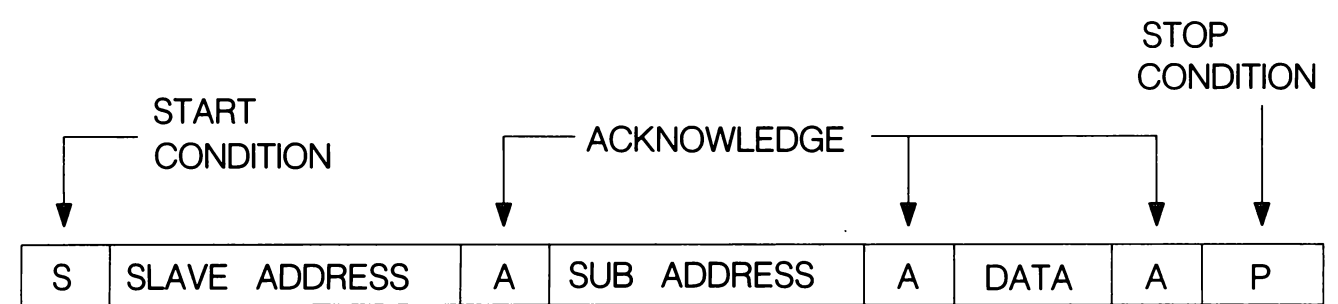 STOP
CONDITION
START
CONDITION
ACKNOWLEDGE
S SLAVE ADDRESS A SUB ADDRESS A DATA A P